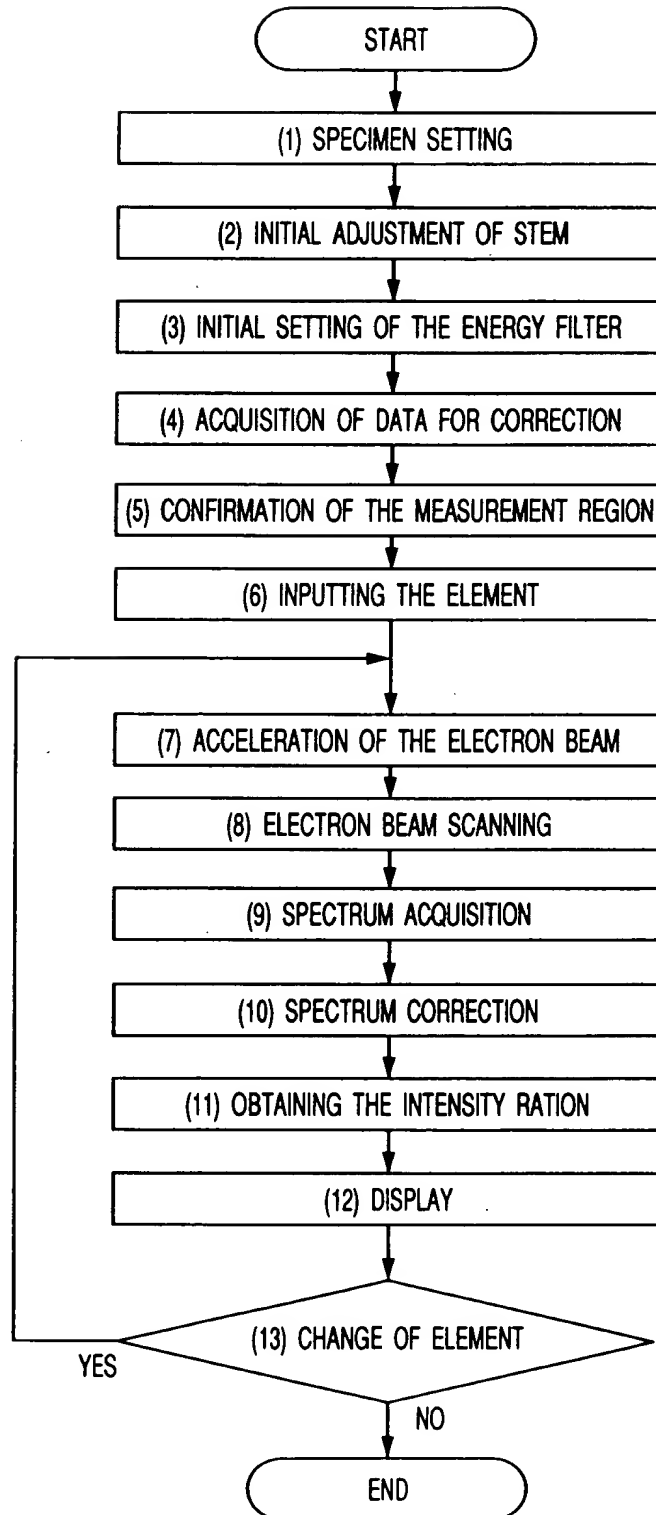 START
(1) SPECIMEN SETTING
(2) INITIAL ADJUSTMENT OF STEM
(3) INITIAL SETTING OF THE ENERGY FILTER
(4) ACQUISITION OF DATA FOR CORRECTION
(5) CONFIRMATION OF THE MEASUREMENT REGION
(6) INPUTTING THE ELEMENT
(7) ACCELERATION OF THE ELECTRON BEAM
(8) ELECTRON BEAM SCANNING
(9) SPECTRUM ACQUISITION
(10) SPECTRUM CORRECTION
(11) OBTAINING THE INTENSITY RATION
(12) DISPLAY
(13) CHANGE OF ELEMENT
YES
NO
END